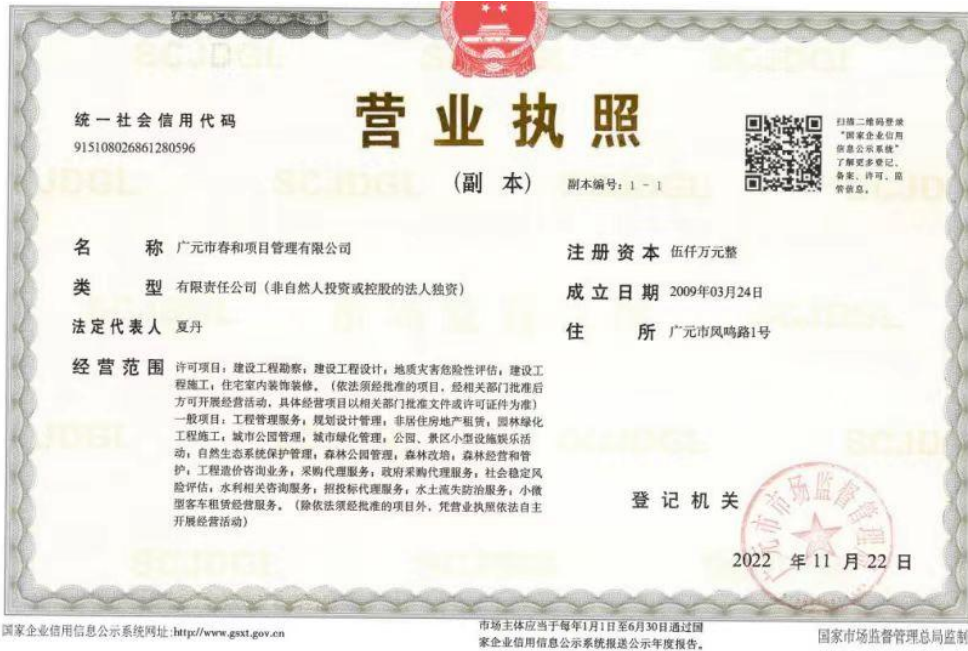 营业执照
(副 本)
副本编号：1 - 1
统一社会信用代码
915108026861280596
扫描二维码登录
“国家企业信用
信息公示系统”
了解更多登记、
备案、许可、监
管信息。
名 称 广元市春和项目管理有限公司
类 型 有限责任公司（非自然人投资或控股的法人独资）
法定代表人 夏丹
经营范围 许可项目：建设工程勘察；建设工程设计；地质灾害危险性评估；建设工
程施工；住宅室内装饰装修。（依法须经批准的项目，经相关部门批准后
方可开展经营活动，具体经营项目以相关部门批准文件或许可证件为准）
一般项目：工程管理服务；规划设计管理；非居住房地产租赁；园林绿化
工程施工；城市公园管理；城市绿化管理；公园、景区小型设施娱乐活
动；自然生态系统保护管理；森林公园管理；森林改培；森林经营和管
护；工程造价咨询业务；采购代理服务；政府采购代理服务；社会稳定风
险评估；水利相关咨询服务；招投标代理服务；水土流失防治服务；小微
型客车租赁经营服务。（除依法须经批准的项目外，凭营业执照依法自主
开展经营活动）
注册资本 伍仟万元整
成立日期 2009年03月24日
住 所 广元市凤鸣路1号
登记机关
广元市市场监督管理局
2022 年 11 月 22 日
国家企业信用信息公示系统网址:http://www.gsxt.gov.cn
市场主体应当于每年1月1日至6月30日通过国
家企业信用信息公示系统报送公示年度报告。
国家市场监督管理总局监制